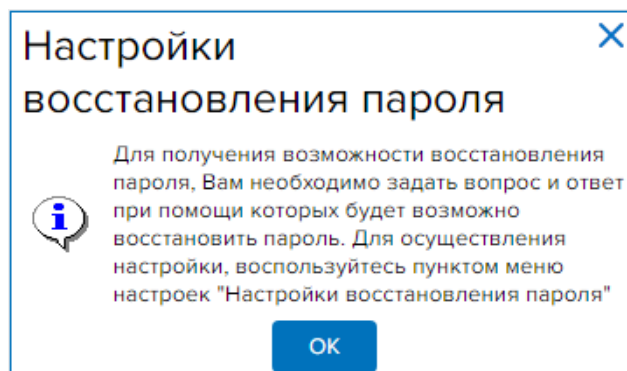 Настройки
восстановления пароля
Для получения возможности восстановления
пароля, Вам необходимо задать вопрос и ответ
при помощи которых будет возможно
восстановить пароль. Для осуществления
настройки, воспользуйтесь пунктом меню
настроек "Настройки восстановления пароля"
ОК